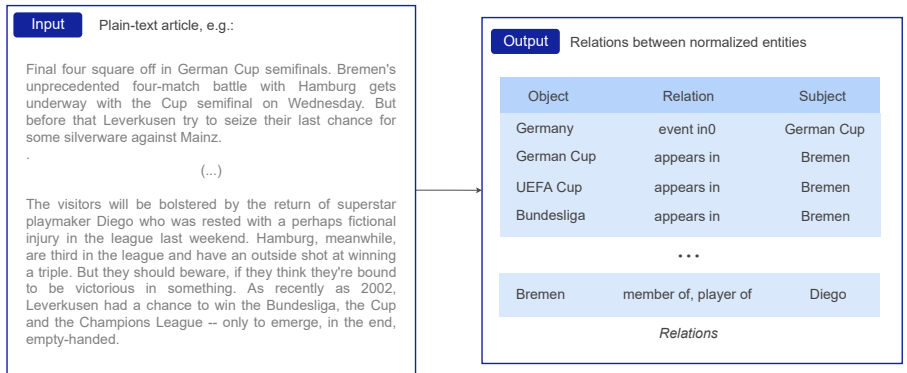 Input
Plain-text article, e.g.:
Final four square off in German Cup semifinals. Bremen's
unprecedented four-match battle with Hamburg gets
underway with the Cup semifinal on Wednesday. But
before that Leverkusen try to seize their last chance for
some silverware against Mainz.
.
(...)
The visitors will be bolstered by the return of superstar
playmaker Diego who was rested with a perhaps fictional
injury in the league last weekend. Hamburg, meanwhile,
are third in the league and have an outside shot at winning
a triple. But they should beware, if they think they're bound
to be victorious in something. As recently as 2002,
Leverkusen had a chance to win the Bundesliga, the Cup
and the Champions League -- only to emerge, in the end,
empty-handed.
Output
Relations between normalized entities
Object Relation Subject
Germany event in0 German Cup
German Cup appears in Bremen
UEFA Cup appears in Bremen
Bundesliga appears in Bremen
...
Bremen member of, player of Diego
Relations